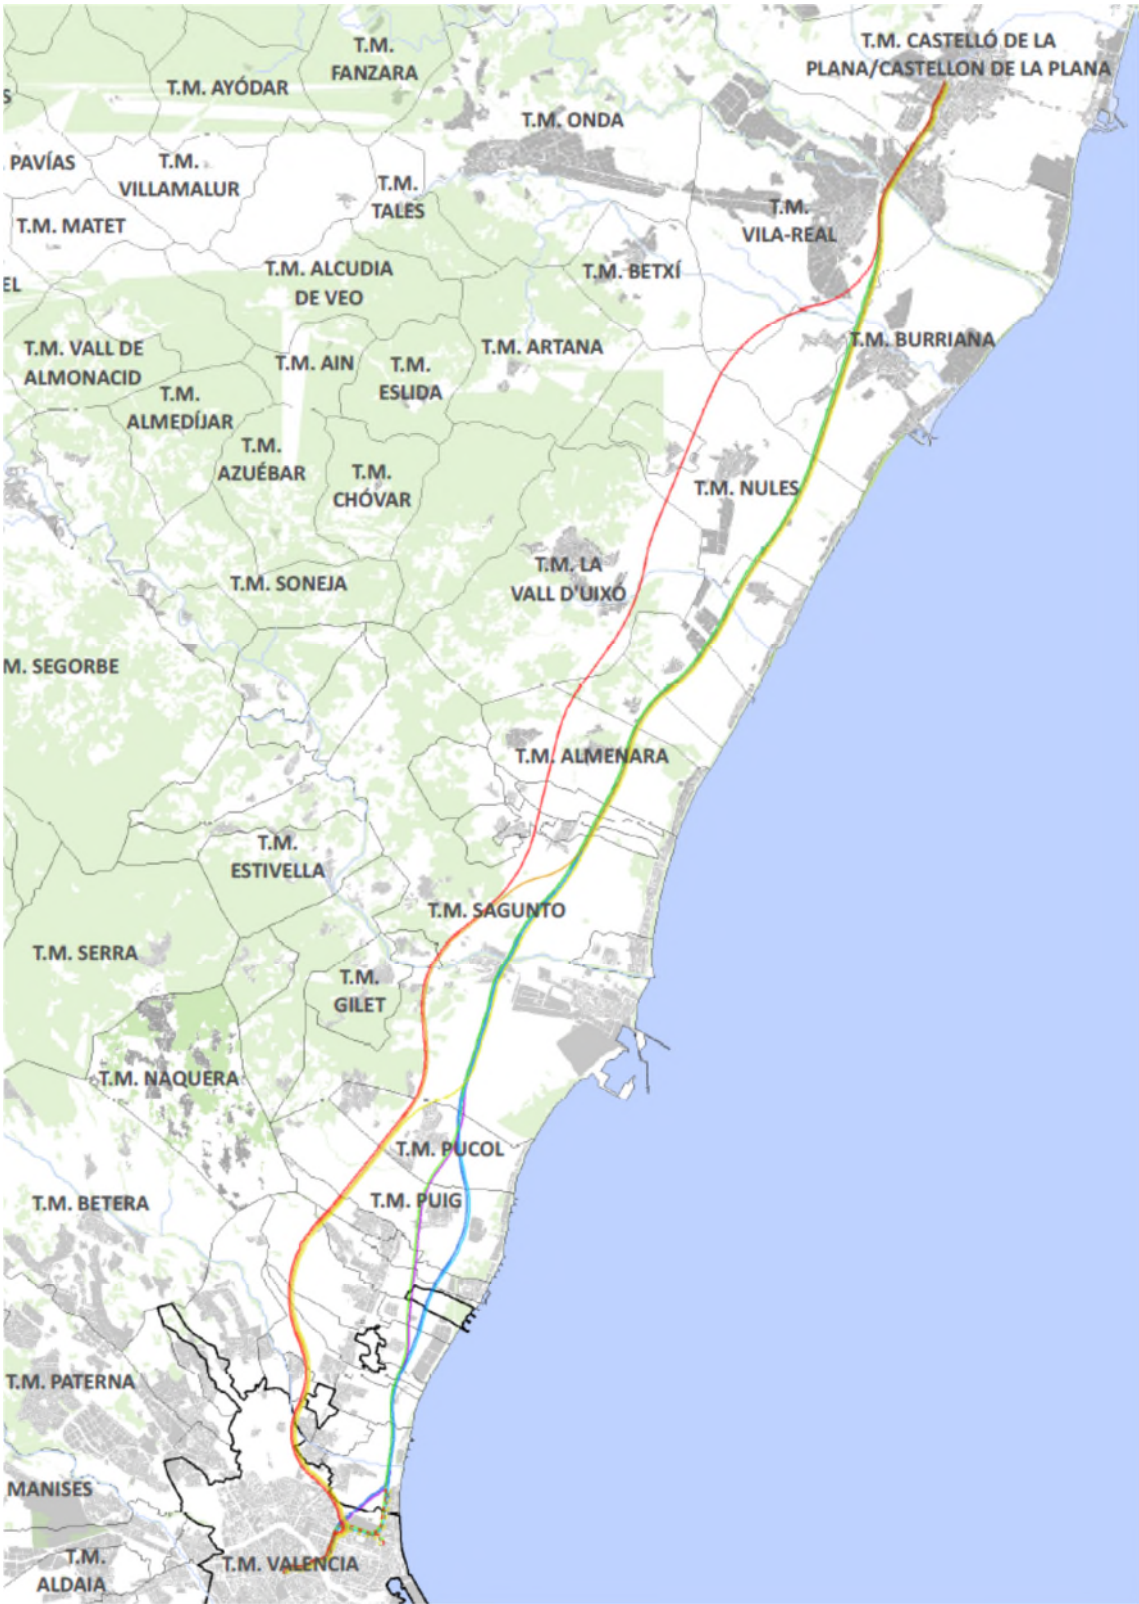 T.M. CASTELLÓ DE LA
PLANA/CASTELLON DE LA PLANA
T.M.
FANZARA
T.M. AYÓDAR
S
T.M. ONDA
PAVÍAS
T.M.
VILLAMALUR
T.M.
TALES
T.M. MATET
T.M.
VILA-REAL
T.M. ALCUDIA
DE VEO
T.M. BETXÍ
EL
T.M. BURRIANA
T.M. VALL DE
ALMONACID
T.M. AIN
T.M.
ESLIDA
T.M. ARTANA
T.M.
ALMEDÍJAR
T.M.
AZUÉBAR
T.M.
CHÓVAR
T.M. NULES
T.M. SONEJA
T.M. LA
VALL D'UIXÓ
M. SEGORBE
T.M. ALMENARA
T.M.
ESTIVELLA
T.M. SAGUNTO
T.M. SERRA
T.M.
GILET
T.M. NAQUERA
T.M. PUCOL
T.M. BETERA
T.M. PUIG
T.M. PATERNA
MANISES
T.M.
ALDAIA
T.M. VALENCIA